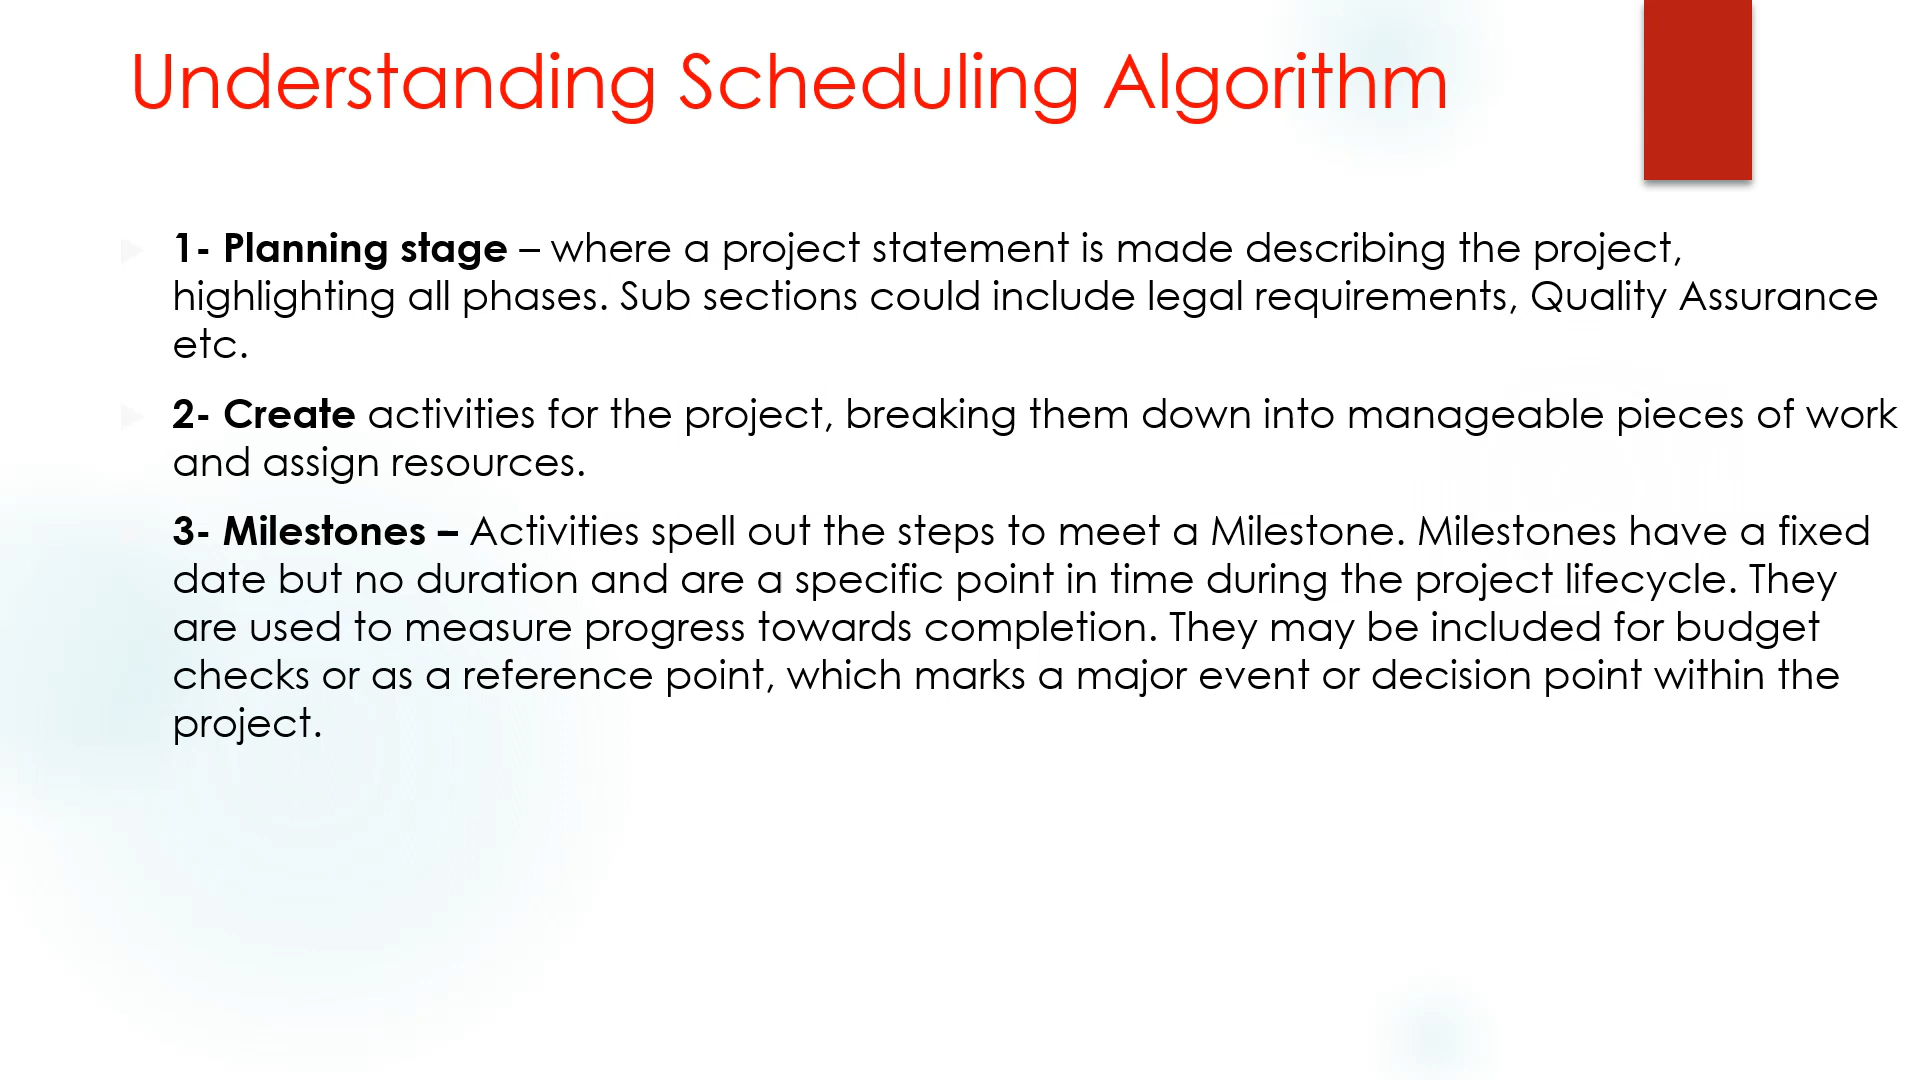 Understanding Scheduling Algorithm
1- Planning stage – where a project statement is made describing the project,
highlighting all phases. Sub sections could include legal requirements, Quality Assurance
etc.
2- Create activities for the project, breaking them down into manageable pieces of work
and assign resources.
3- Milestones – Activities spell out the steps to meet a Milestone. Milestones have a fixed
date but no duration and are a specific point in time during the project lifecycle. They
are used to measure progress towards completion. They may be included for budget
checks or as a reference point, which marks a major event or decision point within the
project.